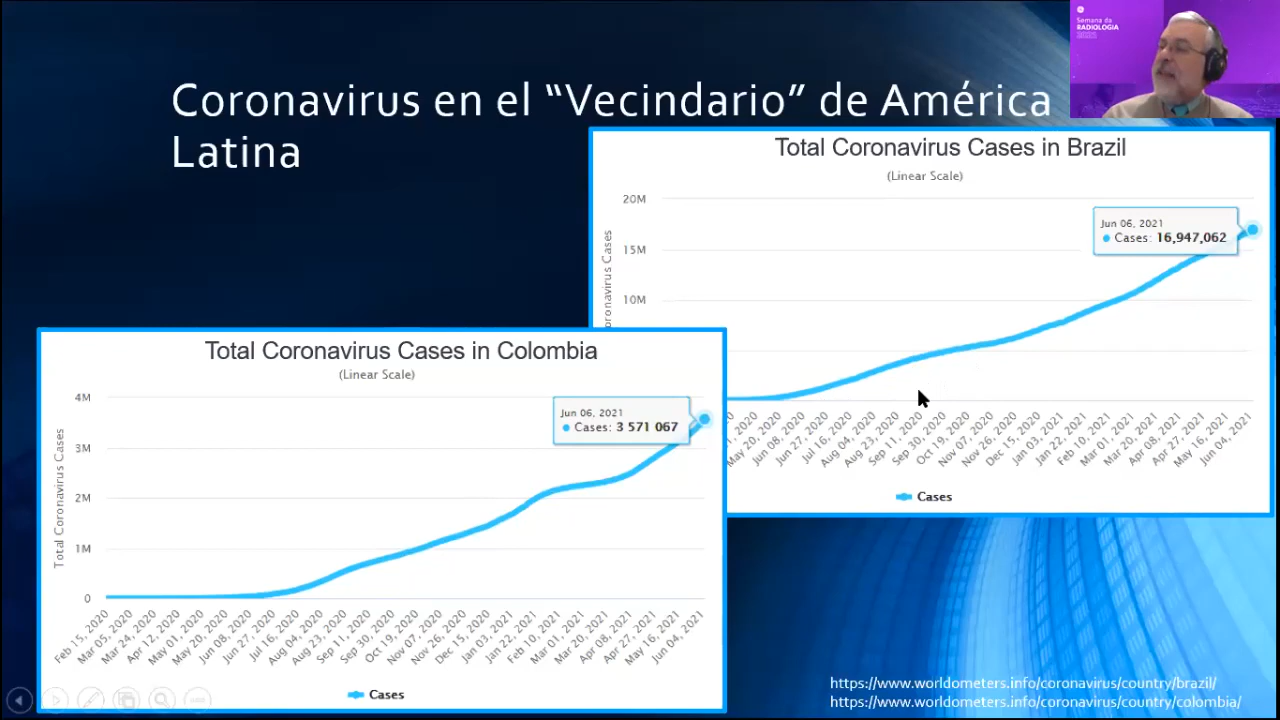 Coronavirus en el “Vecindario” de América
Latina
Semana da
RADIOLOGIA
Total Coronavirus Cases in Brazil
(Linear Scale)
20M
15M
10M
oronavirus Cases
Jun 06, 2021
Cases: 16,947,062
May 20, 2020
Jun 08, 2020
Jun 27, 2020
Jul 16, 2020
Aug 04, 2020
Aug 23, 2020
Sep 11, 2020
Sep 30, 2020
Oct 19, 2020
Nov 07, 2020
Nov 26, 2020
Dec 15, 2020
Jan 03, 2021
Jan 22, 2021
Feb 10, 2021
Mar 01, 2021
Mar 20, 2021
Apr 08, 2021
Apr 27, 2021
May 16, 2021
Jun 04, 2021
Cases
Total Coronavirus Cases in Colombia
(Linear Scale)
Total Coronavirus Cases
4M
3M
2M
1M
0
Jun 06, 2021
Cases: 3 571 067
Feb 15, 2020
Mar 05, 2020
Mar 24, 2020
Apr 12, 2020
May 01, 2020
May 20, 2020
Jun 08, 2020
Jun 27, 2020
Jul 16, 2020
Aug 04, 2020
Aug 23, 2020
Sep 11, 2020
Sep 30, 2020
Oct 19, 2020
Nov 07, 2020
Nov 26, 2020
Dec 15, 2020
Jan 03, 2021
Jan 22, 2021
Feb 10, 2021
Mar 01, 2021
Mar 20, 2021
Apr 08, 2021
Apr 27, 2021
May 16, 2021
Jun 04, 2021
Cases
https://www.worldometers.info/coronavirus/country/brazil/
https://www.worldometers.info/coronavirus/country/colombia/